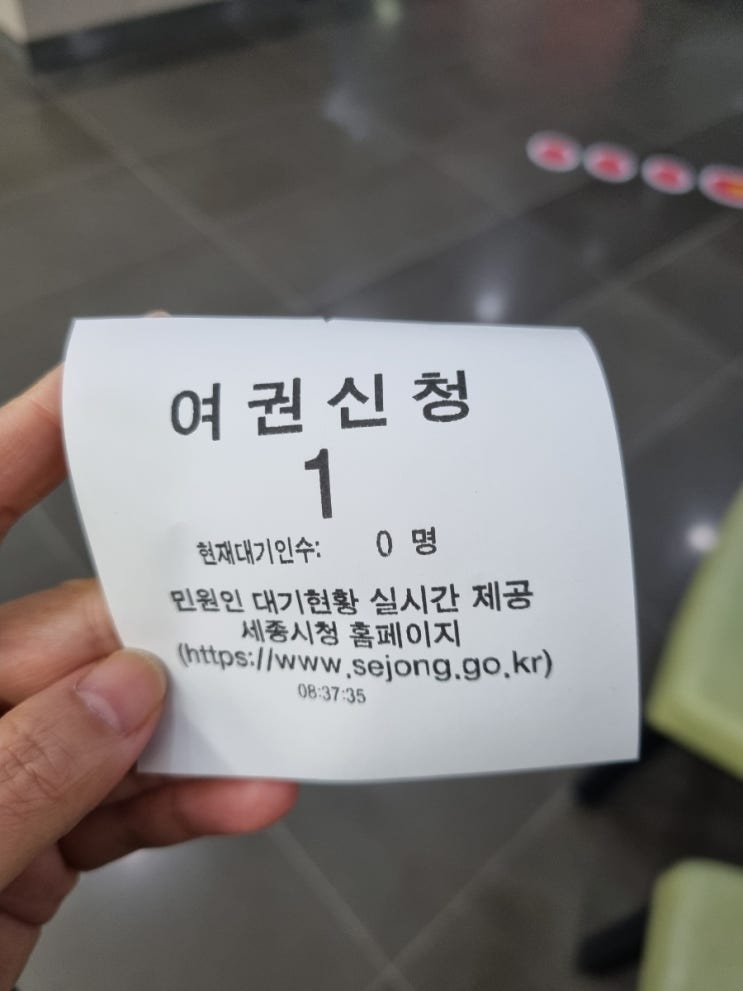 여권신청
1
현재대기인수: 0 명
민원인 대기현황 실시간 제공
세종시청 홈페이지
(https://www.sejong.go.kr)
08:37:35